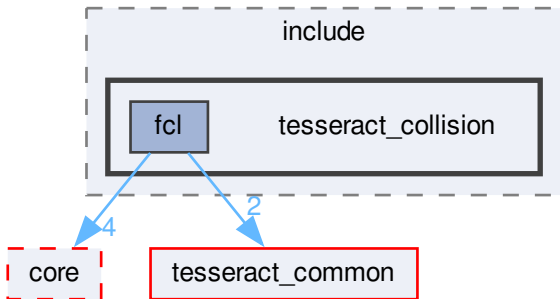 include
fcl
tesseract_collision
4
2
core
tesseract_common